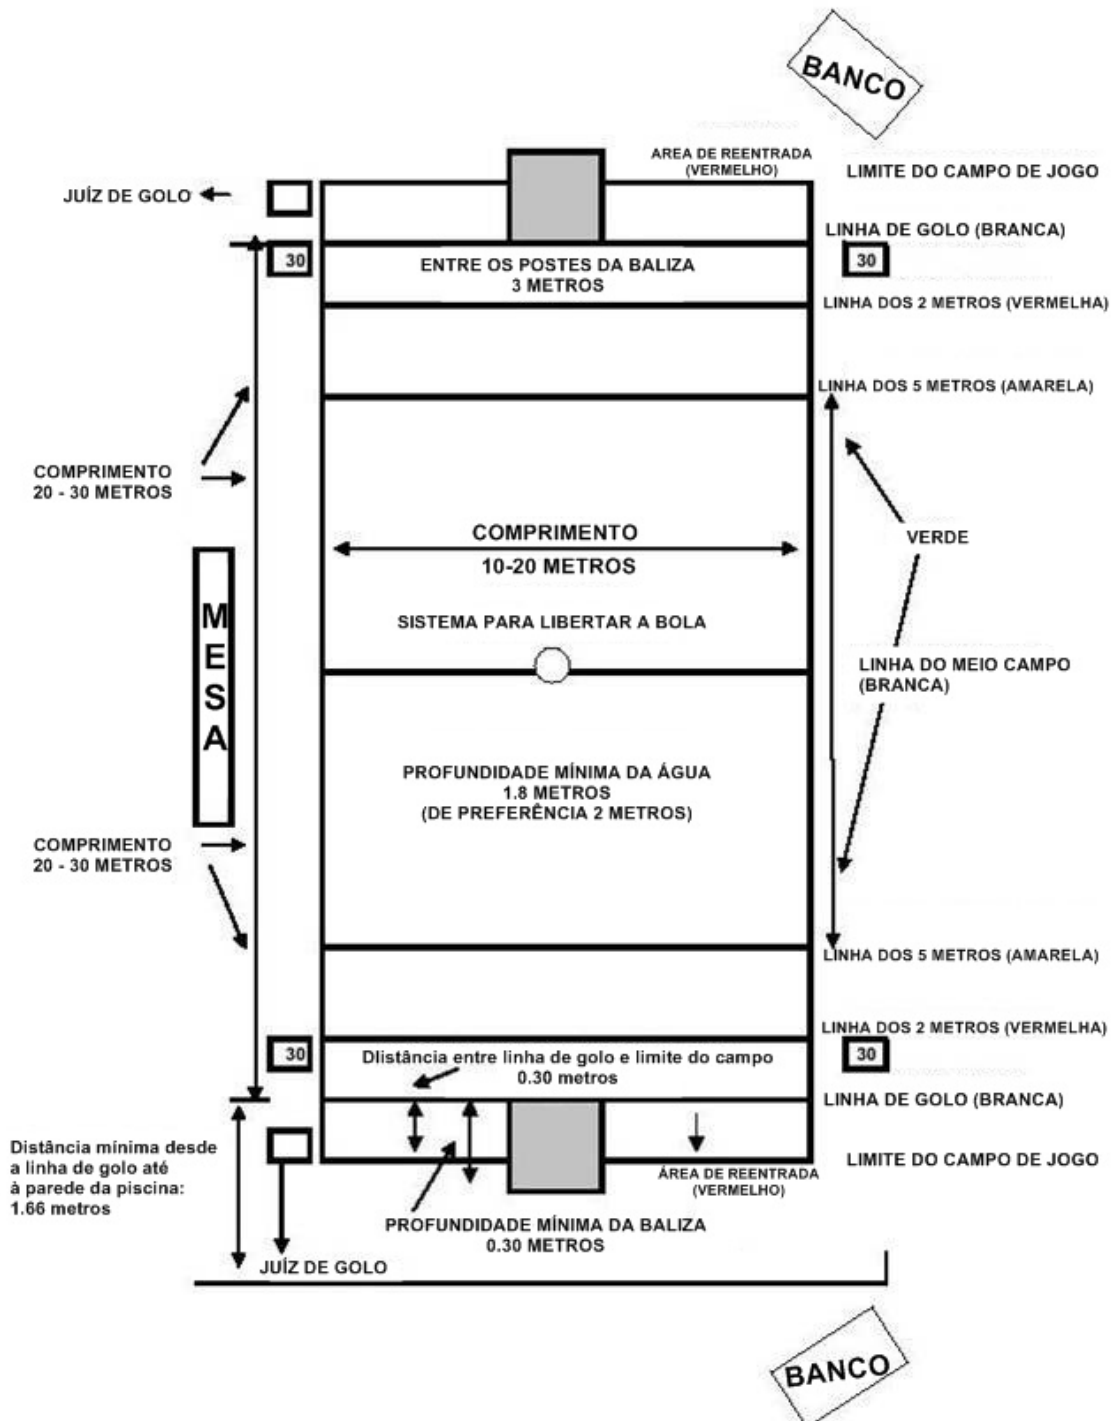 BANCO
AREA DE REENTRADA
(VERMELHO)
LIMITE DO CAMPO DE JOGO
JUÍZ DE GOLO
LINHA DE GOLO (BRANCA)
30
30
ENTRE OS POSTES DA BALIZA
3 METROS
LINHA DOS 2 METROS (VERMELHA)
LINHA DOS 5 METROS (AMARELA)
COMPRIMENTO
20 - 30 METROS
COMPRIMENTO
10-20 METROS
VERDE
MESA
SISTEMA PARA LIBERTAR A BOLA
LINHA DO MEIO CAMPO
(BRANCA)
PROFUNDIDADE MÍNIMA DA ÁGUA
1.8 METROS
(DE PREFERÊNCIA 2 METROS)
COMPRIMENTO
20 - 30 METROS
LINHA DOS 5 METROS (AMARELA)
LINHA DOS 2 METROS (VERMELHA)
30
DIistância entre linha de golo e limite do campo
0.30 metros
30
LINHA DE GOLO (BRANCA)
Distância mínima desde
a linha de golo até
à parede da piscina:
1.66 metros
LIMITE DO CAMPO DE JOGO
ÁREA DE REENTRADA
(VERMELHO)
PROFUNDIDADE MÍNIMA DA BALIZA
0.30 METROS
JUÍZ DE GOLO
BANCO